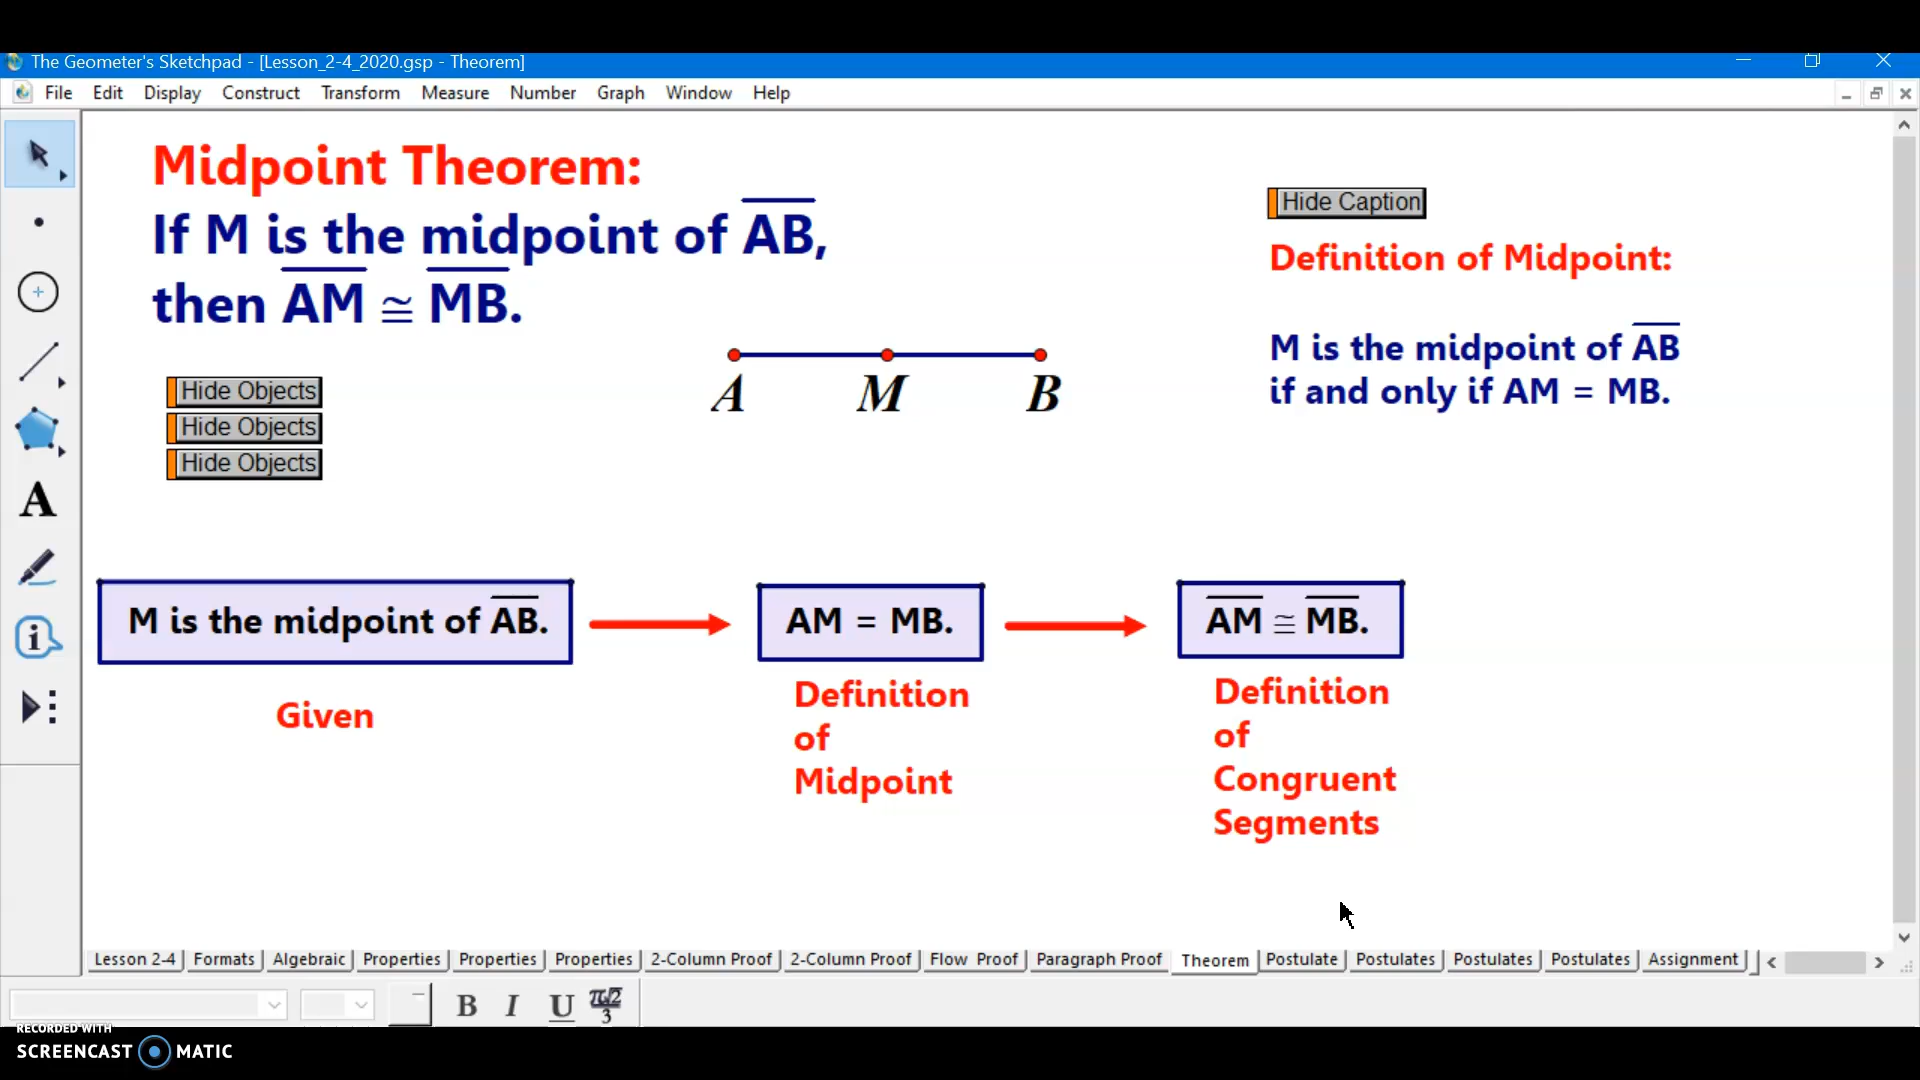 The Geometer's Sketchpad - [Lesson_2-4_2020.gsp - Theorem]
File Edit Display Construct Transform Measure Number Graph Window Help
Midpoint Theorem:
If M is the midpoint of AB,
then AM ≅ MB.
Hide Caption
Definition of Midpoint:
M is the midpoint of AB
if and only if AM = MB.
A M B
Hide Objects
Hide Objects
Hide Objects
A
M is the midpoint of AB.
AM = MB.
AM ≅ MB.
Given
Definition
of
Midpoint
Definition
of
Congruent
Segments
Lesson 2-4 Formats Algebraic Properties Properties Properties 2-Column Proof 2-Column Proof Flow Proof Paragraph Proof Theorem Postulate Postulates Postulates Postulates Assignment
B I U π√2/3
RECORDED WITH
SCREENCAST MATIC